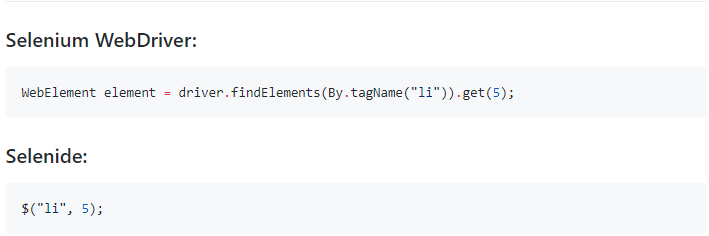 Selenium WebDriver:
WebElement element = driver.findElements(By.tagName("li")).get(5);
Selenide:
$("li", 5);